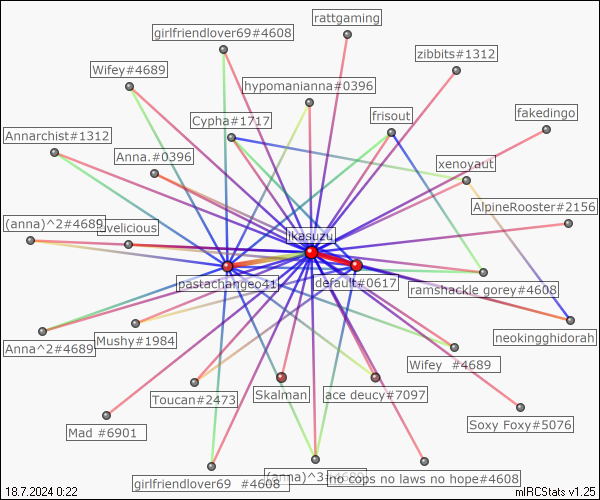 rattgaming
girlfriendlover69#4608
zibbits#1312
Wifey#4689
hypomanianna#0396
Cypha#1717
frisout
fakedingo
Annarchist#1312
Anna.#0396
xenoyaot
AlpineRooster#2156
(anna)^2#4689
uvelicious
iKasuzu
pastachangeo41
default#0617
ramshackle gorey#4608
Anna^2#4689
Mushy#1984
neokingghidorah
Wifey #4689
Toucan#2473
Skalman
ace deucy#7097
Soxy Foxy#5076
Mad #6901
girlfriendlover69 #4608
(anna)^3#4689
no cops no laws no hope#4608
18.7.2024 0:22
mIRCStats v1.25